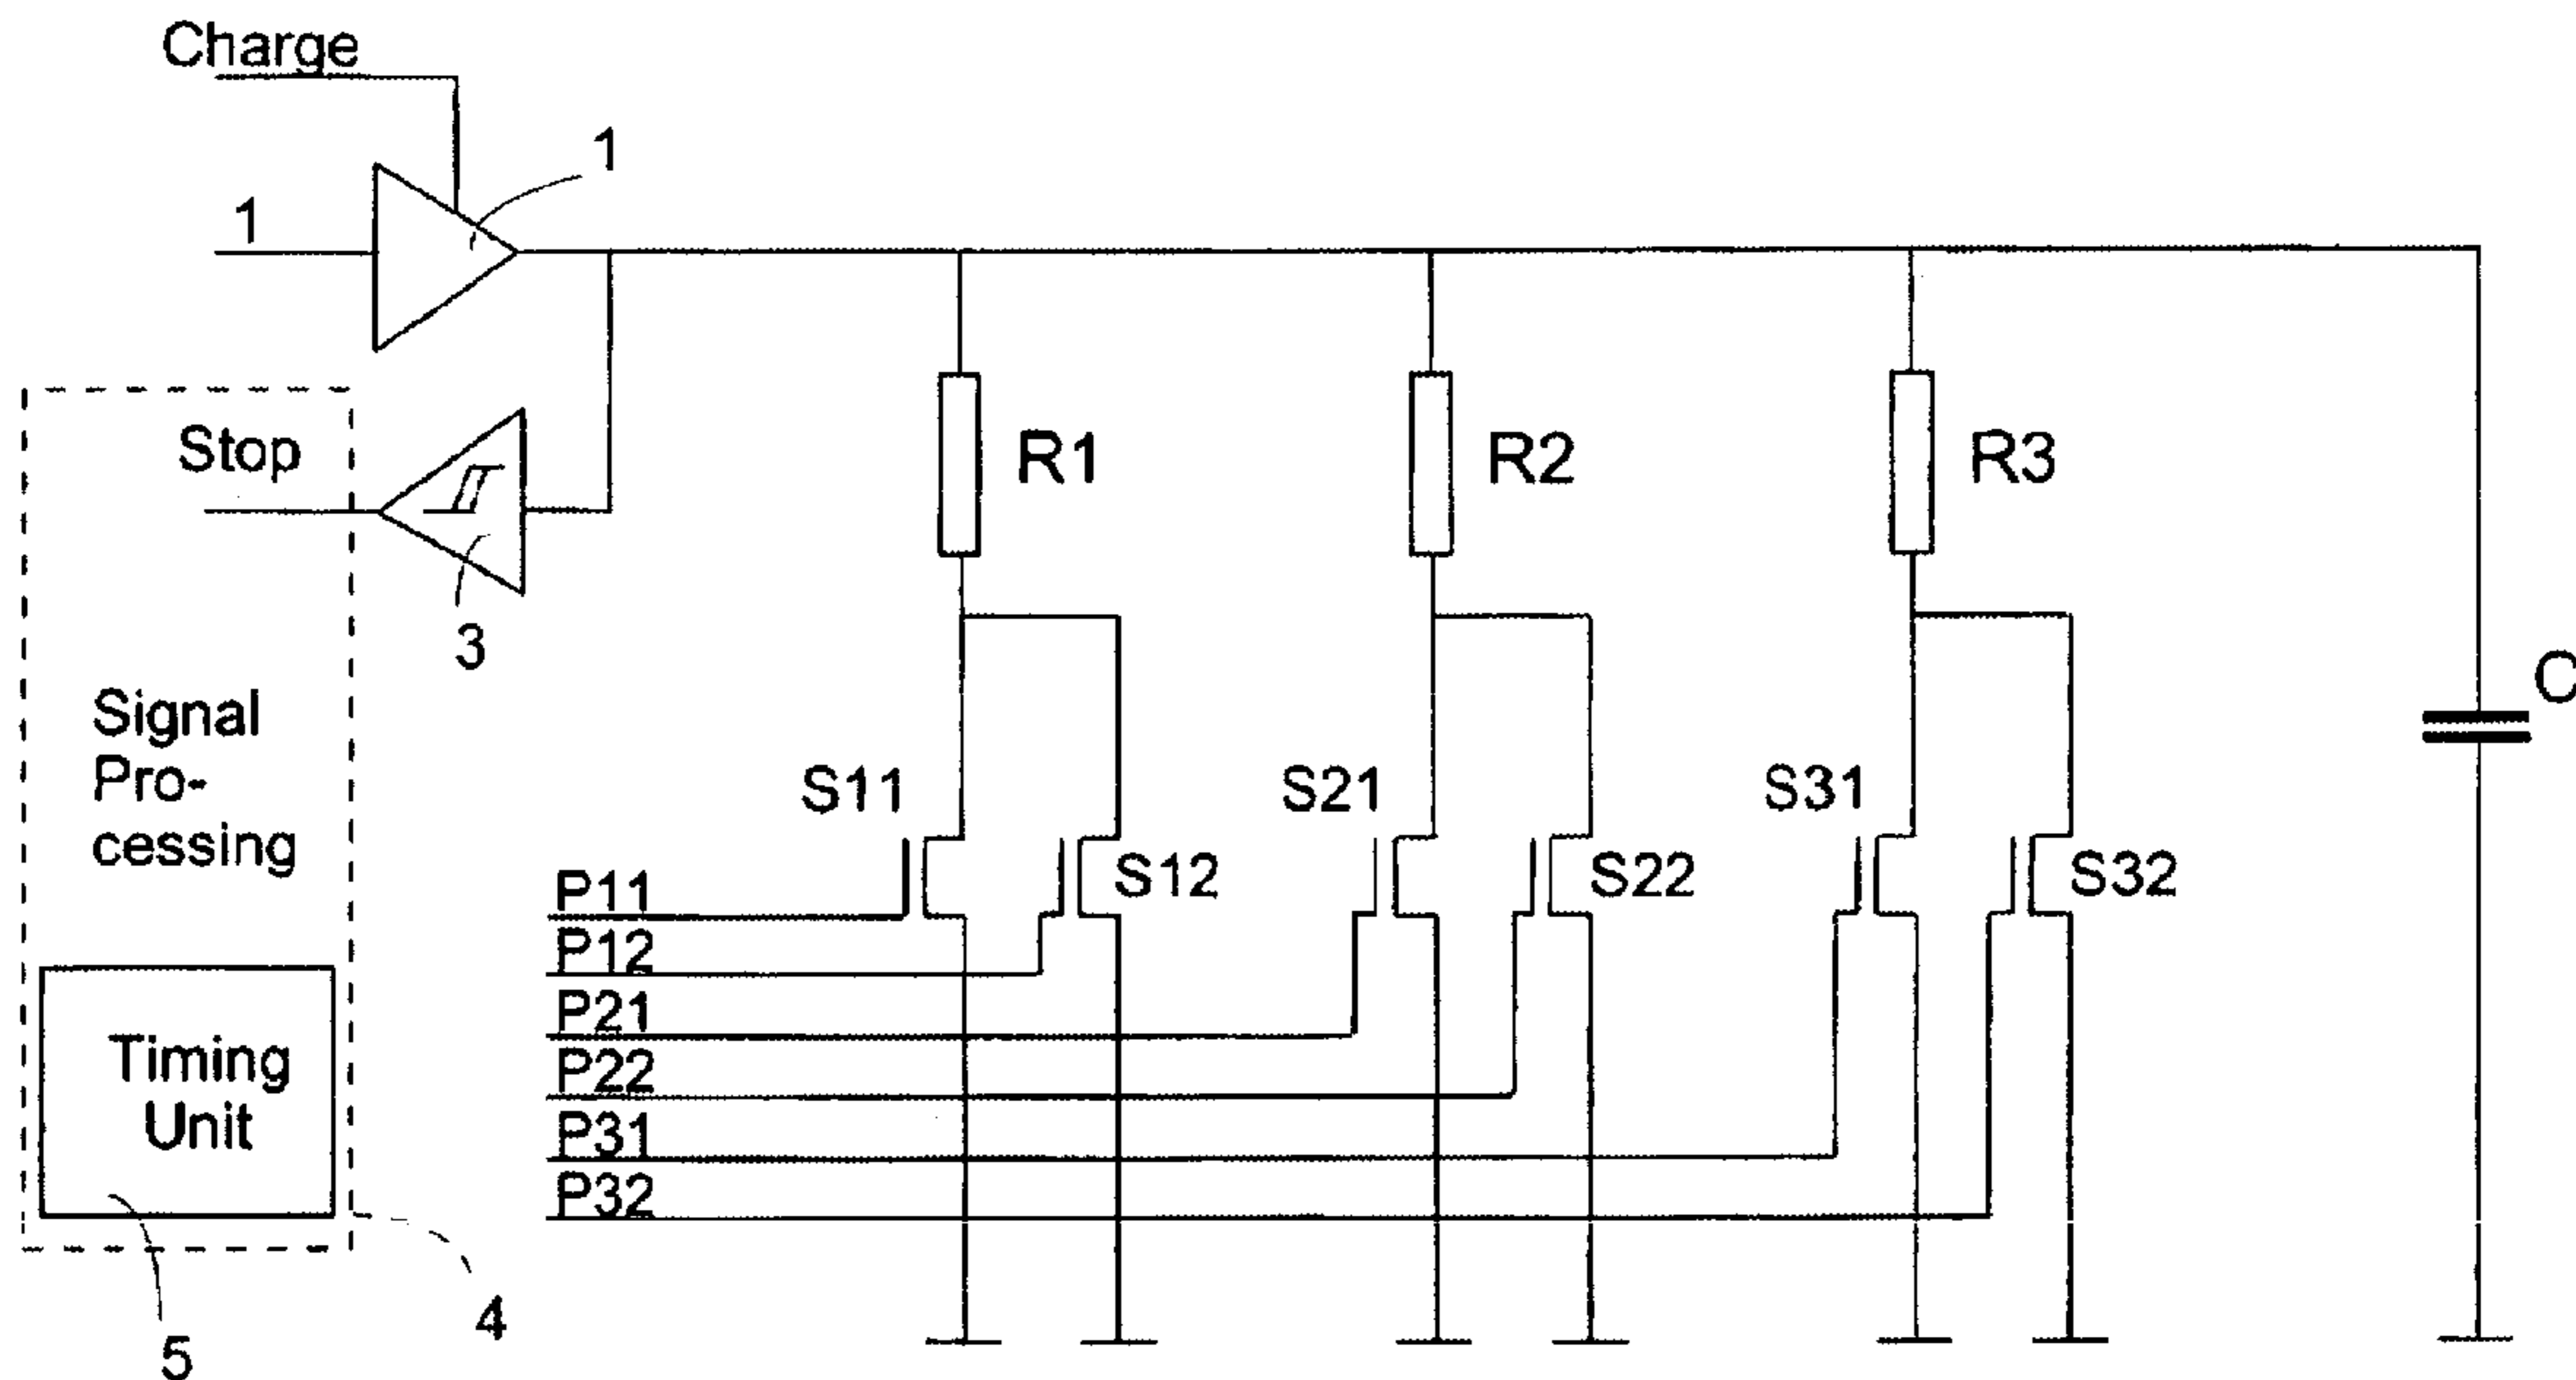 Charge
1
1
Stop
R1
R2
R3
3
Signal
Pro-
cessing
C
S11
S12
S21
S22
S31
S32
P11
P12
P21
P22
P31
P32
Timing
Unit
5
4